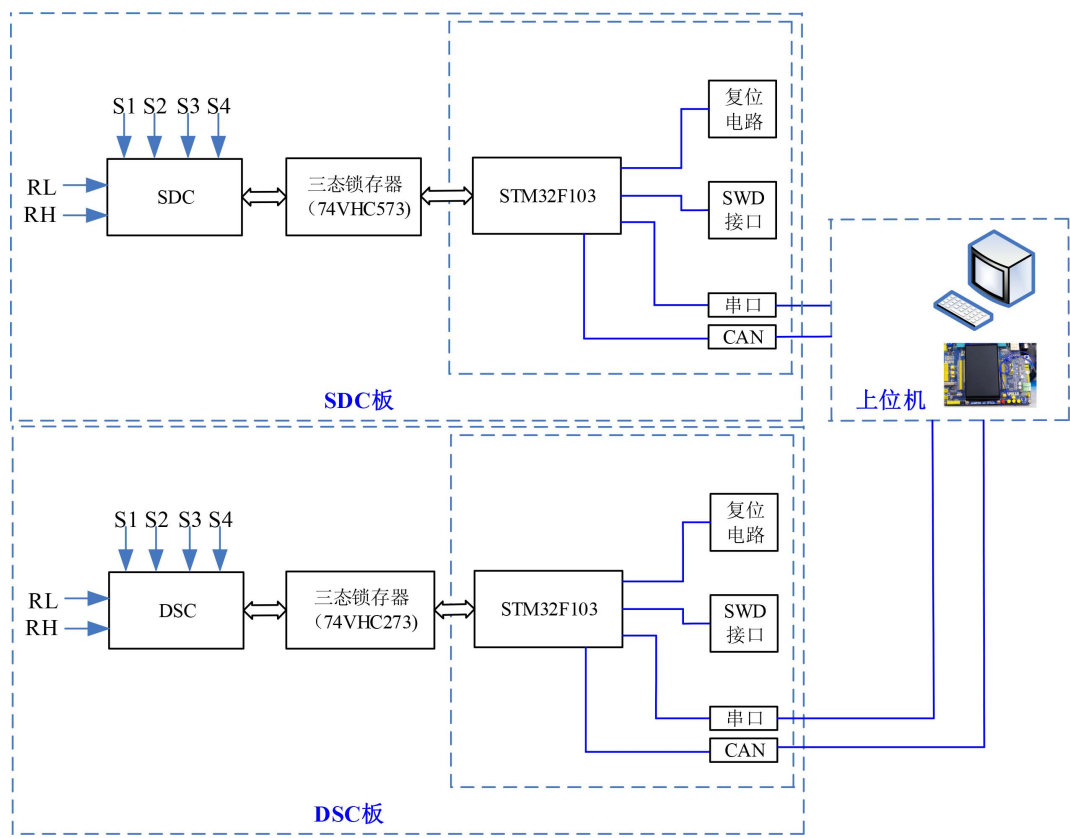 复位
电路
S1 S2 S3 S4
RL
RH
SDC
三态锁存器
（74VHC573)
STM32F103
SWD
接口
串口
CAN
SDC板
上位机
复位
电路
S1 S2 S3 S4
RL
RH
DSC
三态锁存器
（74VHC273)
STM32F103
SWD
接口
串口
CAN
DSC板